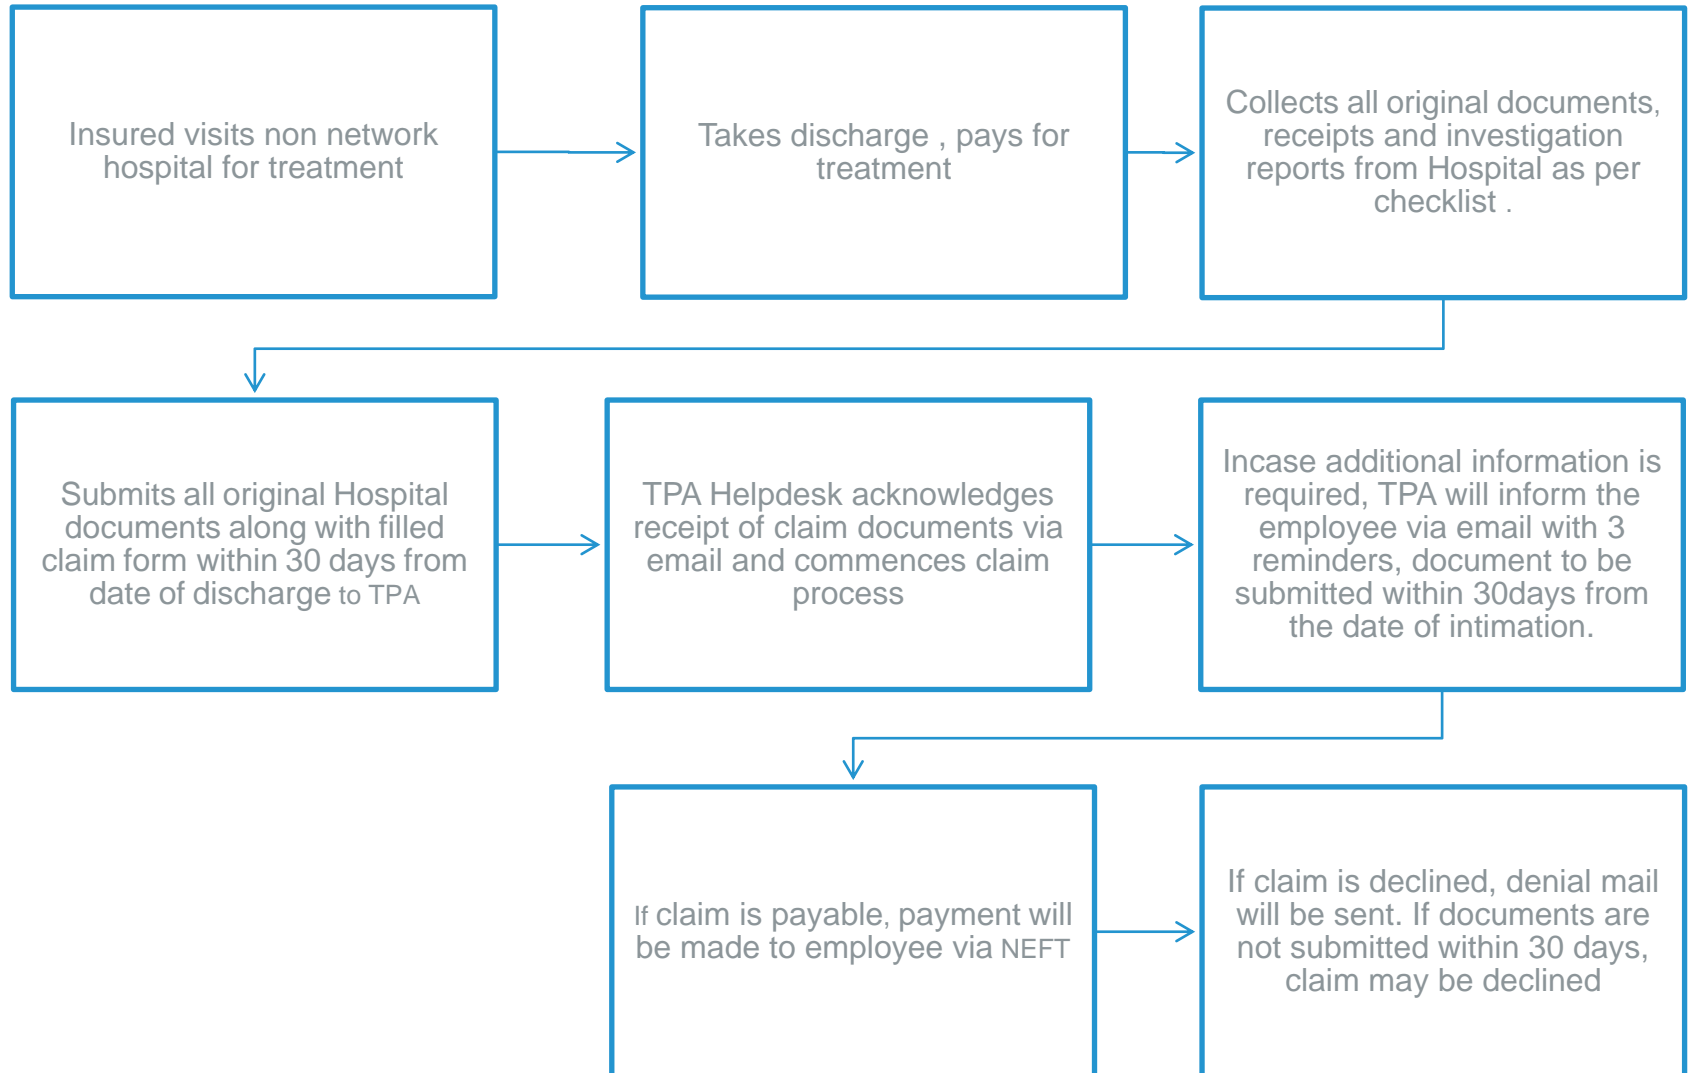 Insured visits non network
hospital for treatment
Takes discharge , pays for
treatment
Collects all original documents,
receipts and investigation
reports from Hospital as per
checklist .
Submits all original Hospital
documents along with filled
claim form within 30 days from
date of discharge to TPA
TPA Helpdesk acknowledges
receipt of claim documents via
email and commences claim
process
Incase additional information is
required, TPA will inform the
employee via email with 3
reminders, document to be
submitted within 30days from
the date of intimation.
If claim is payable, payment will
be made to employee via NEFT
If claim is declined, denial mail
will be sent. If documents are
not submitted within 30 days,
claim may be declined